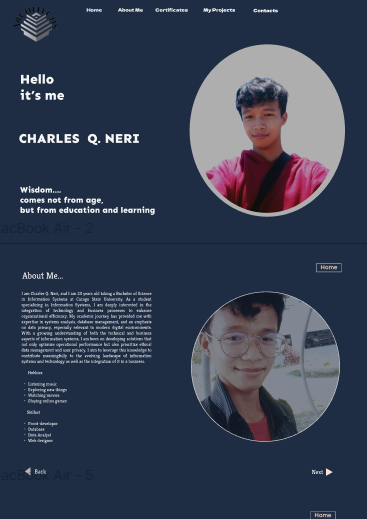 Home About Me Certificates My Projects Contacts
Hello
it's me
CHARLES Q. NERI
Wisdom....
comes not from age,
but from education and learning
acBook Air - 2
Home
About Me...
I am Charles Q. Neri, and I am 20 years old taking a Bachelor of Science
in Information Systems at Caraga State University. As a student
specializing in Information Systems, I am deeply interested in the
integration of technology and business processes to enhance
organizational efficiency. My academic journey has provided me with
expertise in systems analysis, database management, and an emphasis
on data privacy, especially relevant to modern digital environments.
With a growing understanding of both the technical and business
aspects of information systems, I am keen on developing solutions that
not only optimize operational performance but also prioritize ethical
data management and user privacy. I aim to leverage this knowledge to
contribute meaningfully to the evolving landscape of information
systems and technology as well as the integration of it to a business.
Hobbies:
• Listening music
• Exploring new things
• Watching movies
• Playing online games
Skillset
• Front-developer
• Database
• Data Analyst
• Web designer
Back Next
acBook Air - 5
Home